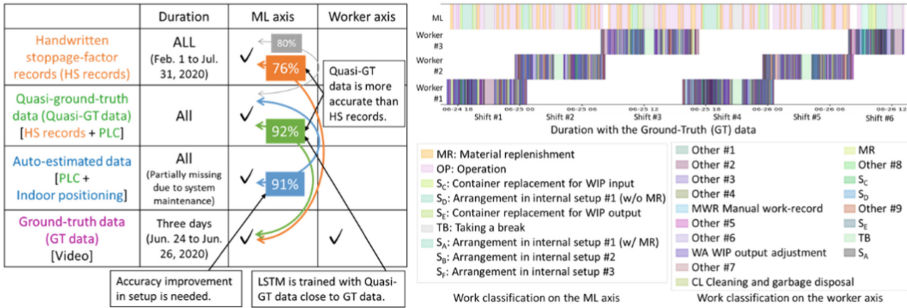 Duration
ML axis
Worker axis
Handwritten
stoppage-factor
records (HS records)
ALL
(Feb. 1 to Jul.
31, 2020)
80%
76%
Quasi-GT
data is more
accurate than
HS records.
Quasi-ground-truth
data (Quasi-GT data)
[HS records + PLC]
All
92%
Auto-estimated data
[PLC +
Indoor positioning]
All
(Partially missing
due to system
maintenance)
91%
Ground-truth data
(GT data)
[Video]
Three days
(Jun. 24 to Jun.
26, 2020)
Accuracy improvement
in setup is needed.
LSTM is trained with Quasi-
GT data close to GT data.
ML
Worker
#3
Worker
#2
Worker
#1
06-24 18
06-25 00
06-25 12
06-25 18
06-26 00
06-26 12
Shift #1
Shift #2
Shift #3
Shift #4
Shift #5
Shift #6
Duration with the Ground-Truth (GT) data
MR: Material replenishment
OP: Operation
SC: Container replacement for WIP input
SD: Arrangement in internal setup #1 (w/o MR)
SE: Container replacement for WIP output
TB: Taking a break
SA: Arrangement in internal setup #1 (w/ MR)
SB: Arrangement in internal setup #2
SF: Arrangement in internal setup #3
Work classification on the ML axis
Other #1
Other #2
Other #3
Other #4
MWR Manual work-record
Other #5
Other #6
WA WIP output adjustment
Other #7
CL Cleaning and garbage disposal
MR
Other #8
SC
SD
Other #9
SE
TB
SA
Work classification on the worker axis